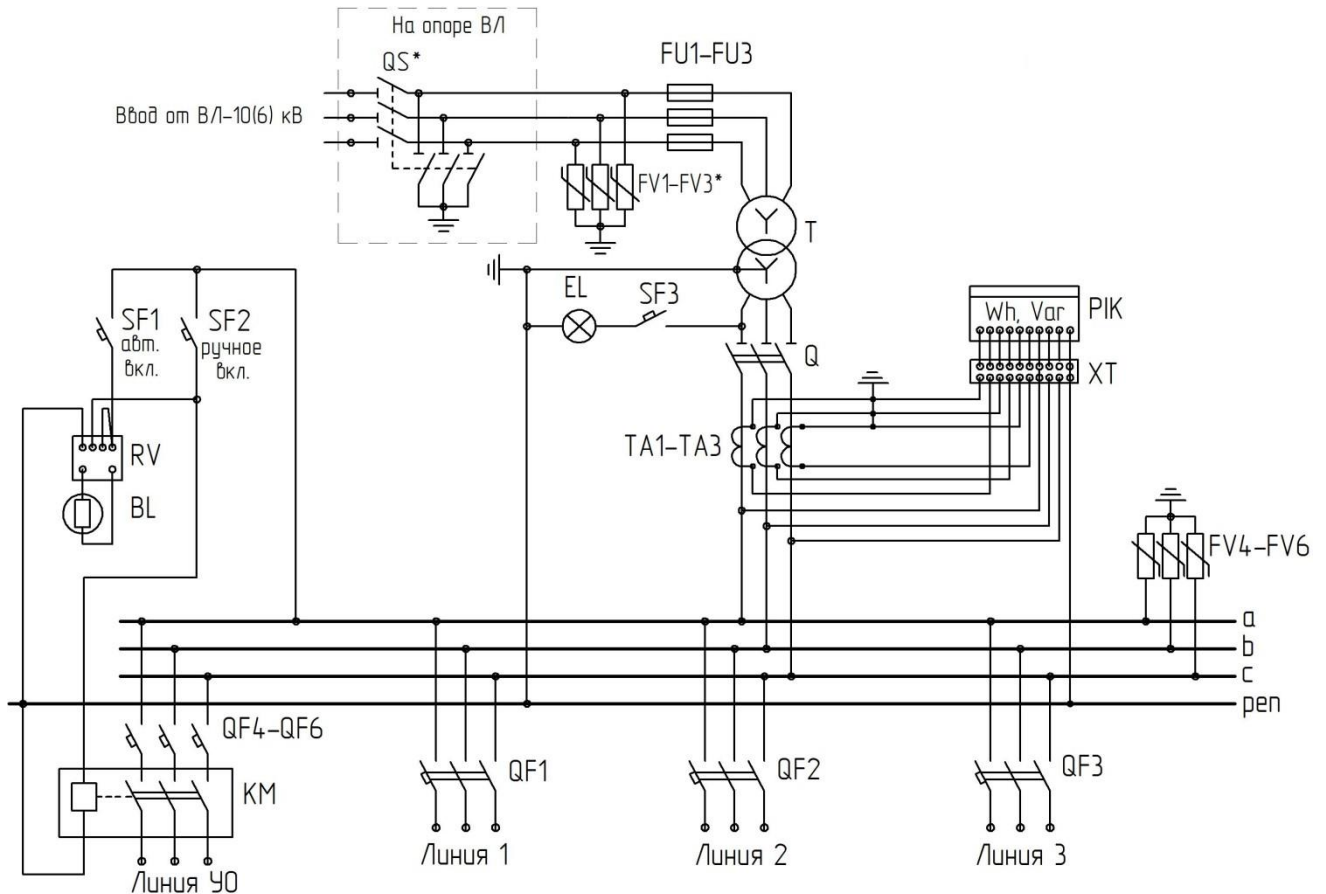 На опоре ВЛ
QS*
FU1-FU3
Ввод от ВЛ-10(6) кВ
FV1-FV3*
T
EL
SF3
Wh, Var
PIK
SF1
авт.
вкл.
SF2
ручное
вкл.
Q
XT
TA1-TA3
RV
BL
FV4-FV6
a
b
c
pen
QF4-QF6
QF1
QF2
QF3
KM
Линия УО
Линия 1
Линия 2
Линия 3